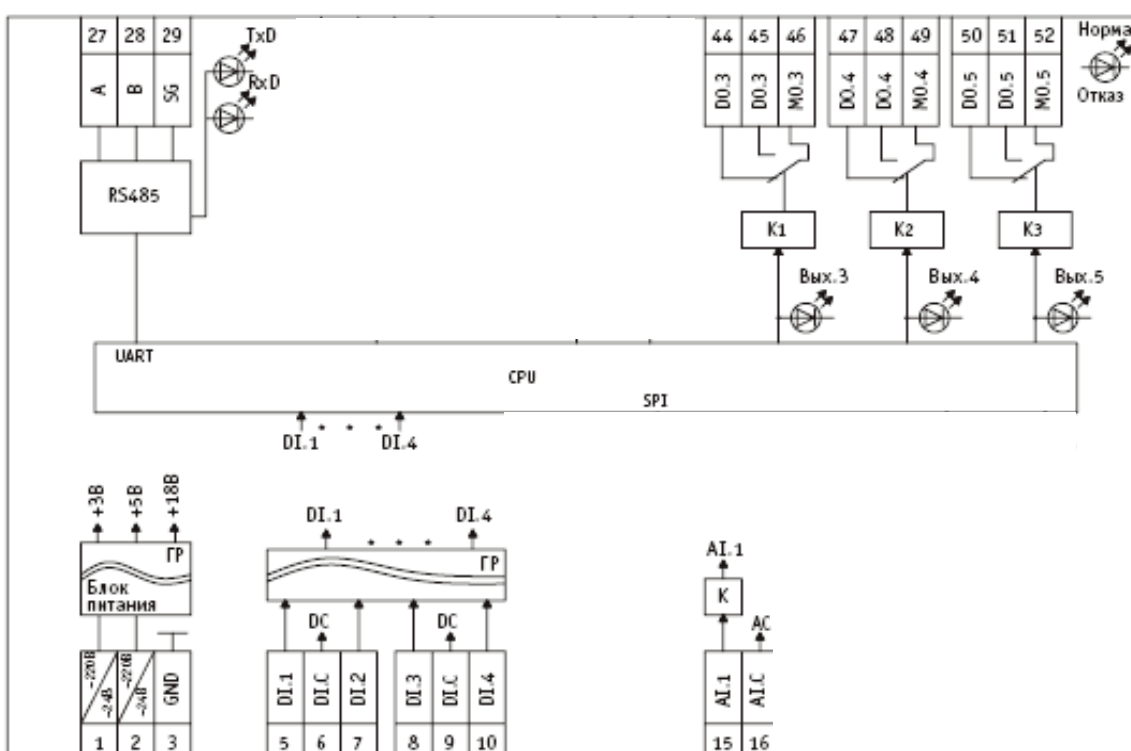 27 28 29 TxD 44 45 46 47 48 49 50 51 52 Норма
A B SG RxD DO.3 DO.3 MO.3 DO.4 DO.4 MO.4 DO.5 DO.5 MO.5 Отказ
RS485
K1 K2 K3
Вых.3 Вых.4 Вых.5
UART
CPU
SPI
DI.1 DI.4
+3В +5В +18В
DI.1 DI.4
ГР ГР
AI.1
Блок
питания
K
DC DC AC
~220В ~24В ~220В ~24В GND DI.1 DI.C DI.2 DI.3 DI.C DI.4 AI.1 AI.C
1 2 3 5 6 7 8 9 10 15 16